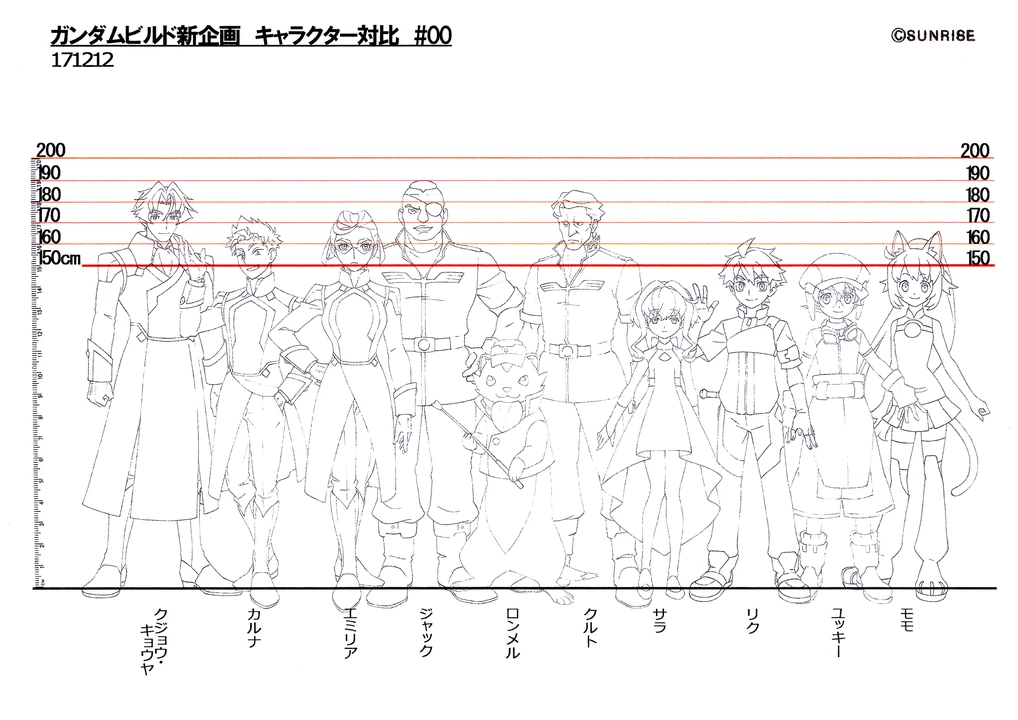 ガンダムビルド新企画 キャラクター対比 #00
©SUNRISE
171212
200 200
190 190
180 180
170 170
160 160
150cm 150
クジョウ・
キョウヤ
カルナ
エミリア
ジャック
ロンメル
クルト
サラ
リク
ユッキー
モモ